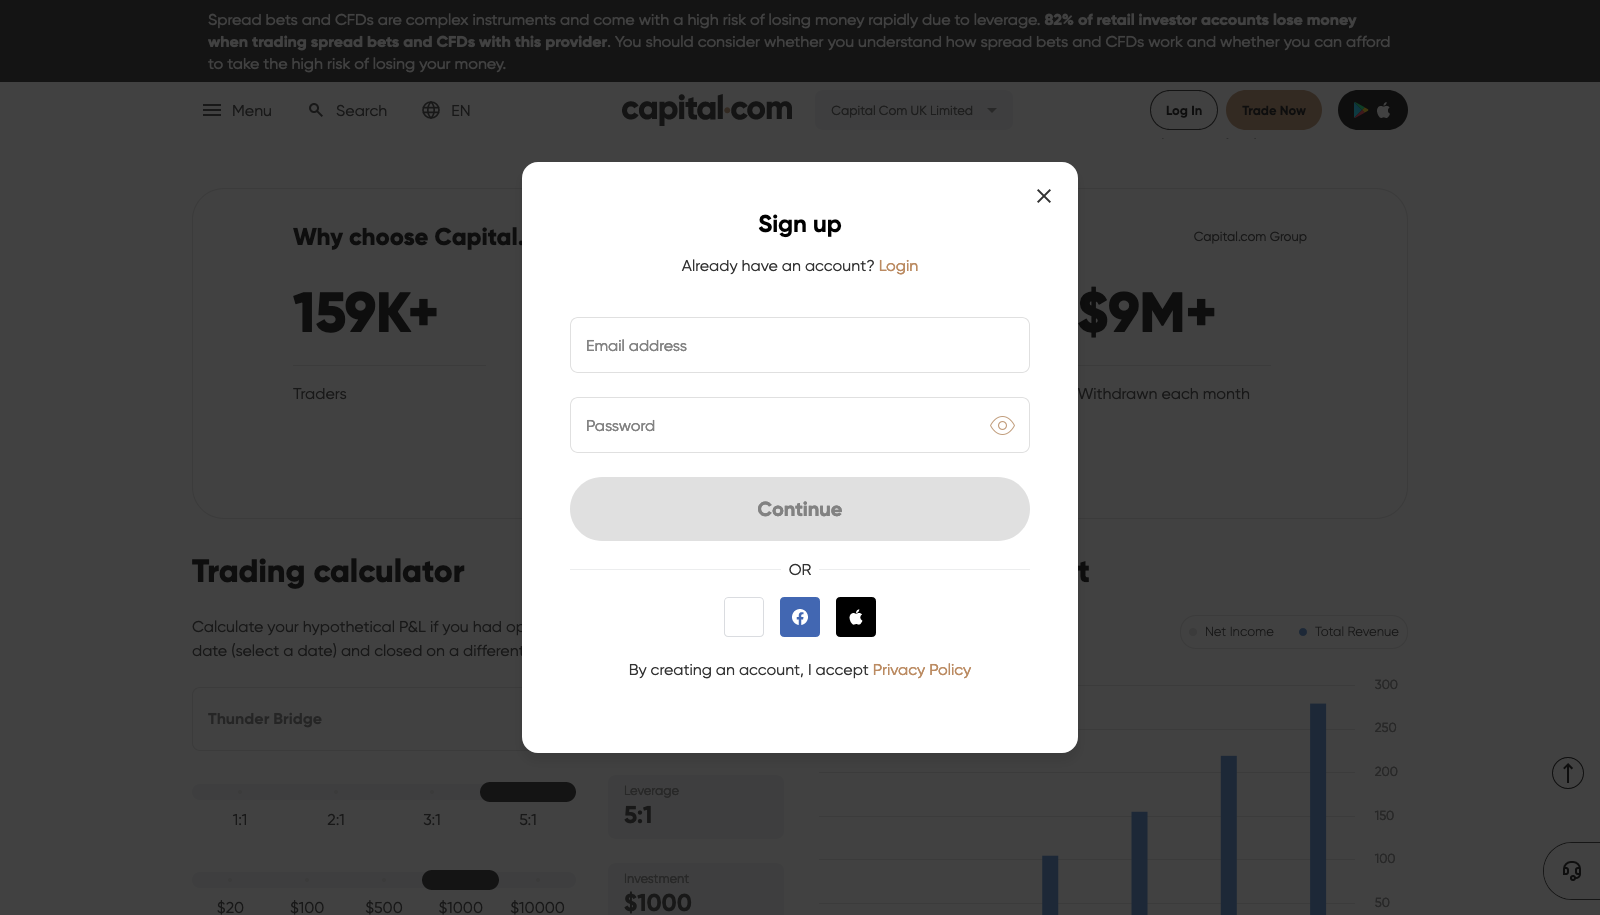 Spread bets and CFDs are complex instruments and come with a high risk of losing money rapidly due to leverage. 82% of retail investor accounts lose money
when trading spread bets and CFDs with this provider. You should consider whether you understand how spread bets and CFDs work and whether you can afford
to take the high risk of losing your money.
Menu
Search
EN
capital.com
Capital Com UK Limited
Log In
Trade Now
Sign up
Already have an account? Login
Email address
Password
Continue
OR
By creating an account, I accept Privacy Policy
Why choose Capital.
Capital.com Group
159K+
Traders
$9M+
Withdrawn each month
Trading calculator
Calculate your hypothetical P&L if you had
date (select a date) and closed on a different
Thunder Bridge
1:1
2:1
3:1
5:1
Leverage
5:1
Investment
$1000
$20
$100
$500
$1000
$10000
Net Income
Total Revenue
300
250
200
150
100
50